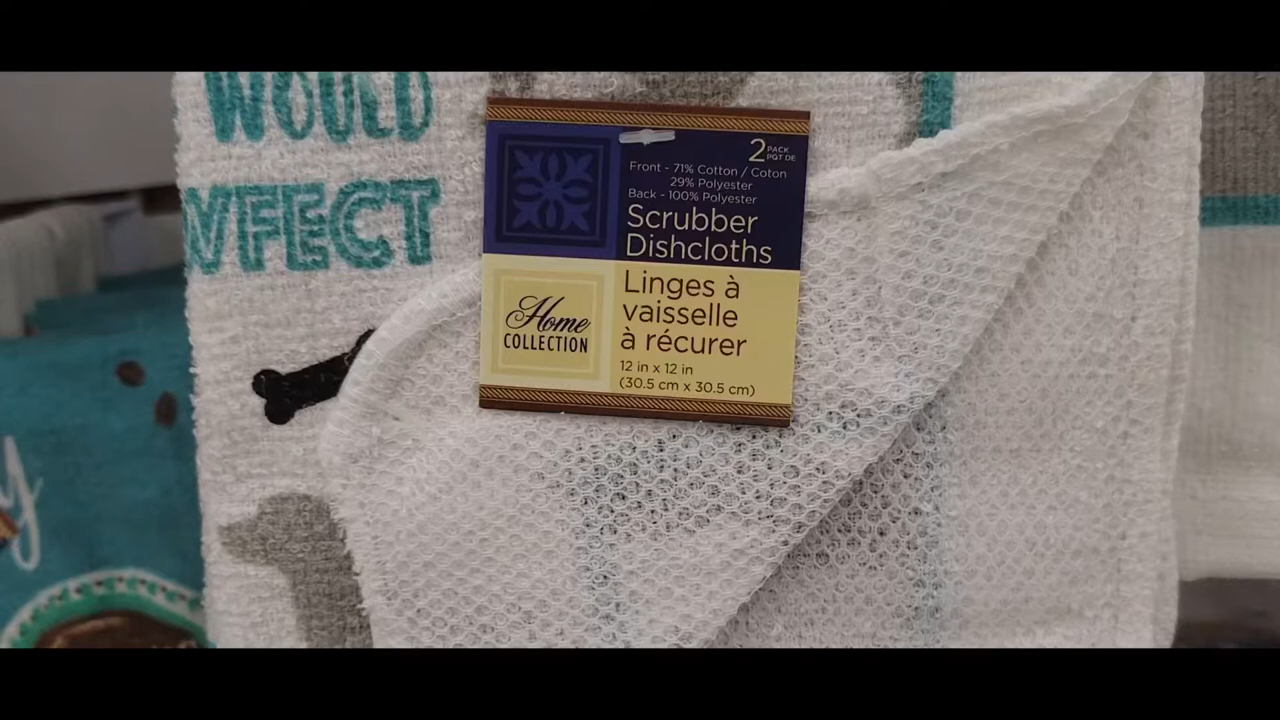 WOULD
2 PACK
PQT DE
Front - 71% Cotton / Coton
29% Polyester
Back - 100% Polyester
Scrubber
Dishcloths
Home
COLLECTION
Linges à
vaisselle
à récurer
12 in x 12 in
(30.5 cm x 30.5 cm)